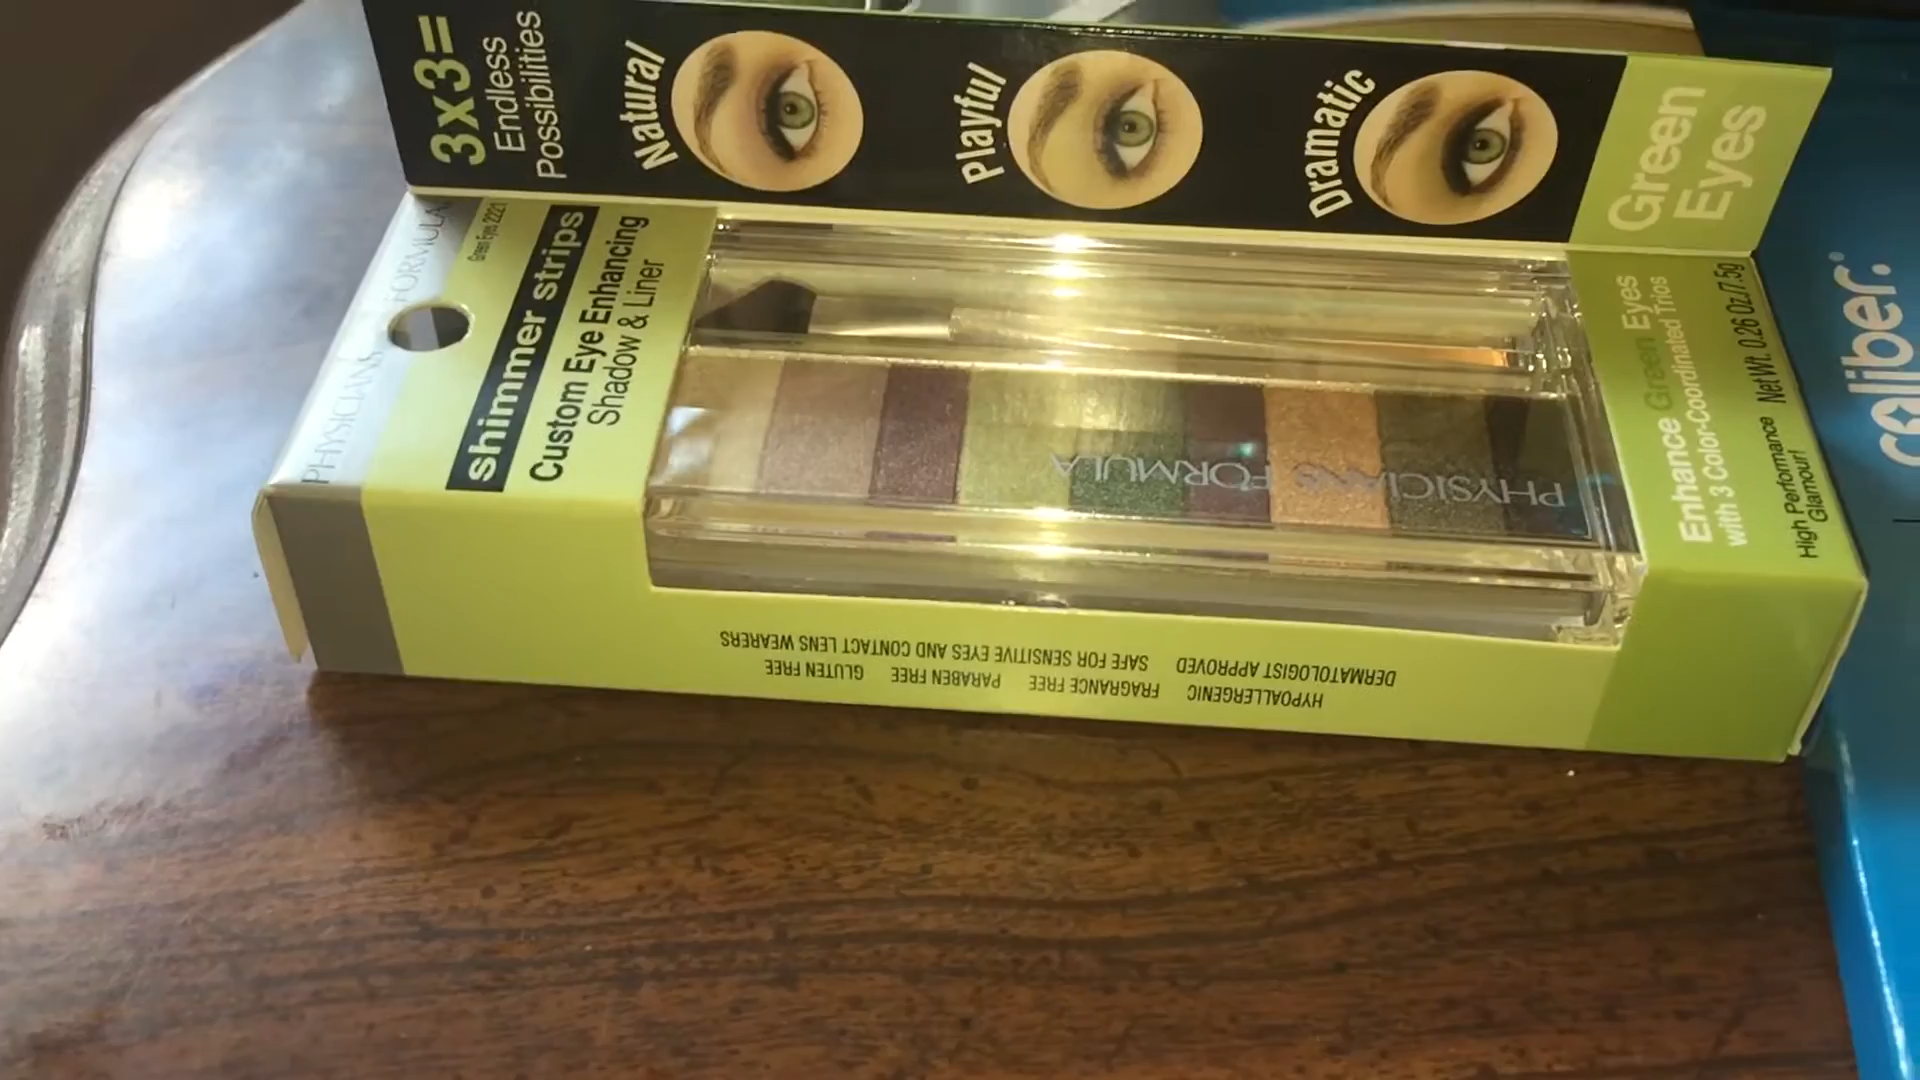 3x3=
Endless
Possibilities
Natural
Playful
Dramatic
Green
Eyes
PHYSICIANS FORMULA
Green Eyes 2221
shimmer strips
Custom Eye Enhancing
Shadow & Liner
PHYSICIANS FORMULA
Enhance Green Eyes
with 3 Color-Coordinated Trios
High Performance
Glamour!
Net Wt. 0.26 Oz./7.5g
HYPOALLERGENIC FRAGRANCE FREE PARABEN FREE GLUTEN FREE
DERMATOLOGIST APPROVED SAFE FOR SENSITIVE EYES AND CONTACT LENS WEARERS
caliber.